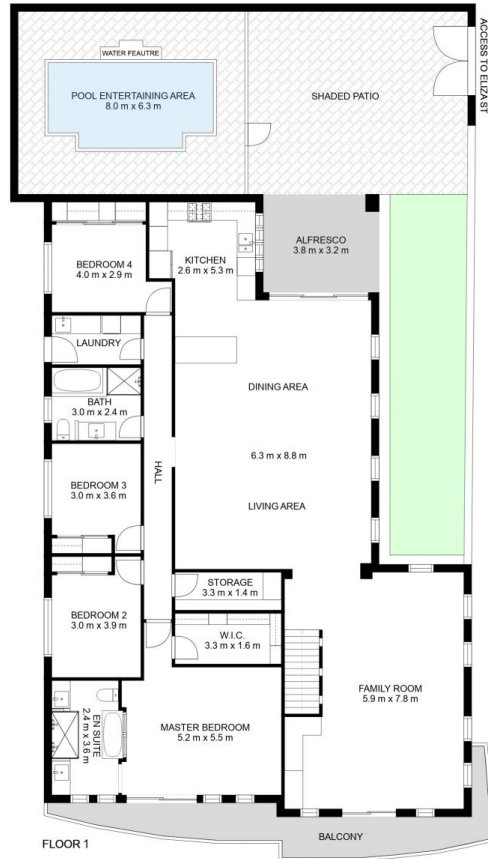 WATER FEAUTRE
POOL ENTERTAINING AREA
8.0 m x 6.3 m
SHADED PATIO
ACCESS TO ELIZA ST
BEDROOM 4
4.0 m x 2.9 m
KITCHEN
2.6 m x 5.3 m
ALFRESCO
3.8 m x 3.2 m
LAUNDRY
BATH
3.0 m x 2.4 m
DINING AREA
6.3 m x 8.8 m
LIVING AREA
HALL
BEDROOM 3
3.0 m x 3.6 m
STORAGE
3.3 m x 1.4 m
BEDROOM 2
3.0 m x 3.9 m
W.I.C.
3.3 m x 1.6 m
FAMILY ROOM
5.9 m x 7.8 m
EN SUITE
2.4 m x 3.6 m
MASTER BEDROOM
5.2 m x 5.5 m
BALCONY
FLOOR 1